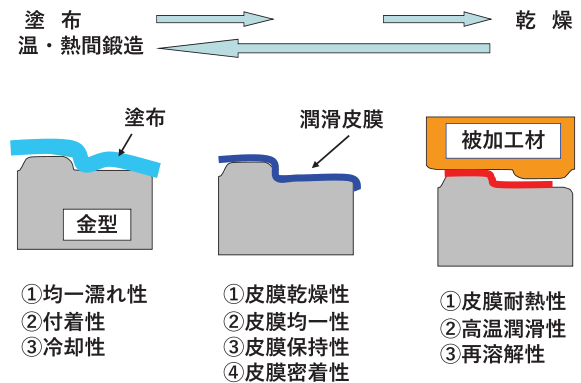 塗 布
乾 燥
温・熱間鍛造
塗布
潤滑皮膜
被加工材
金型
①均一濡れ性
②付着性
③冷却性
①皮膜乾燥性
②皮膜均一性
③皮膜保持性
④皮膜密着性
①皮膜耐熱性
②高温潤滑性
③再溶解性